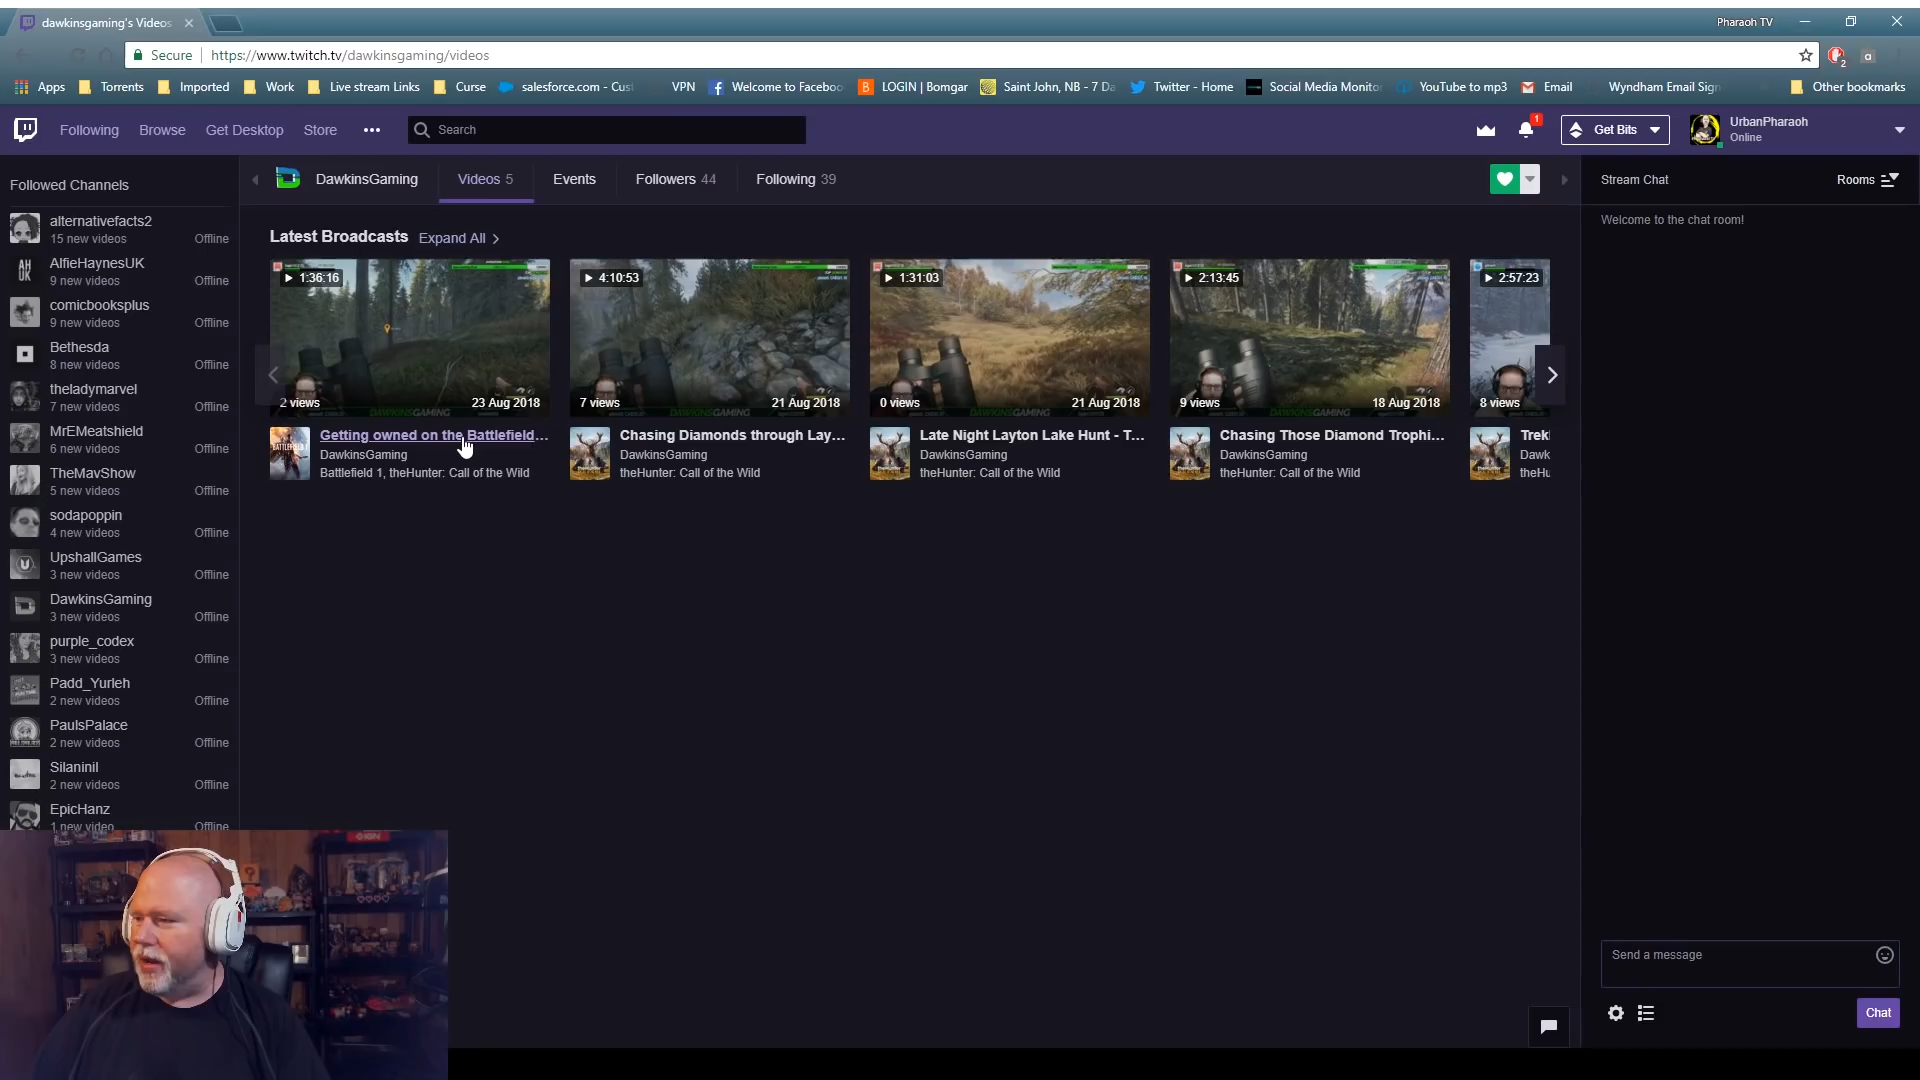 dawkinsgaming's Videos
Pharaoh TV
Secure
https://www.twitch.tv/dawkinsgaming/videos
Apps
Torrents
Imported
Work
Live stream Links
Curse
salesforce.com - Cust
VPN
Welcome to Faceboo
LOGIN | Bomgar
Saint John, NB - 7 Da
Twitter - Home
Social Media Monitor
YouTube to mp3
Email
Wyndham Email Sign
Other bookmarks
Following
Browse
Get Desktop
Store
Search
1
Get Bits
UrbanPharaoh
Online
Followed Channels
alternativefacts2
15 new videos Offline
AlfieHaynesUK
9 new videos Offline
comicbooksplus
9 new videos Offline
Bethesda
8 new videos Offline
theladymarvel
7 new videos Offline
MrEMeatshield
6 new videos Offline
TheMavShow
5 new videos Offline
sodapoppin
4 new videos Offline
UpshallGames
3 new videos Offline
DawkinsGaming
3 new videos Offline
purple_codex
3 new videos Offline
Padd_Yurleh
2 new videos Offline
PaulsPalace
2 new videos Offline
Silaninil
2 new videos Offline
EpicHanz
1 new video Offline
DawkinsGaming
Videos 5
Events
Followers 44
Following 39
Latest Broadcasts Expand All
1:36:16
2 views 23 Aug 2018
DAWKINSGAMING
Getting owned on the Battlefield...
DawkinsGaming
Battlefield 1, theHunter: Call of the Wild
4:10:53
7 views 21 Aug 2018
DAWKINSGAMING
Chasing Diamonds through Lay...
DawkinsGaming
theHunter: Call of the Wild
1:31:03
0 views 21 Aug 2018
DAWKINSGAMING
Late Night Layton Lake Hunt - T...
DawkinsGaming
theHunter: Call of the Wild
2:13:45
9 views 18 Aug 2018
DAWKINSGAMING
Chasing Those Diamond Trophi...
DawkinsGaming
theHunter: Call of the Wild
2:57:23
8 views
Trek
Dawk
theHu
Stream Chat
Rooms
Welcome to the chat room!
Send a message
Chat
IGN